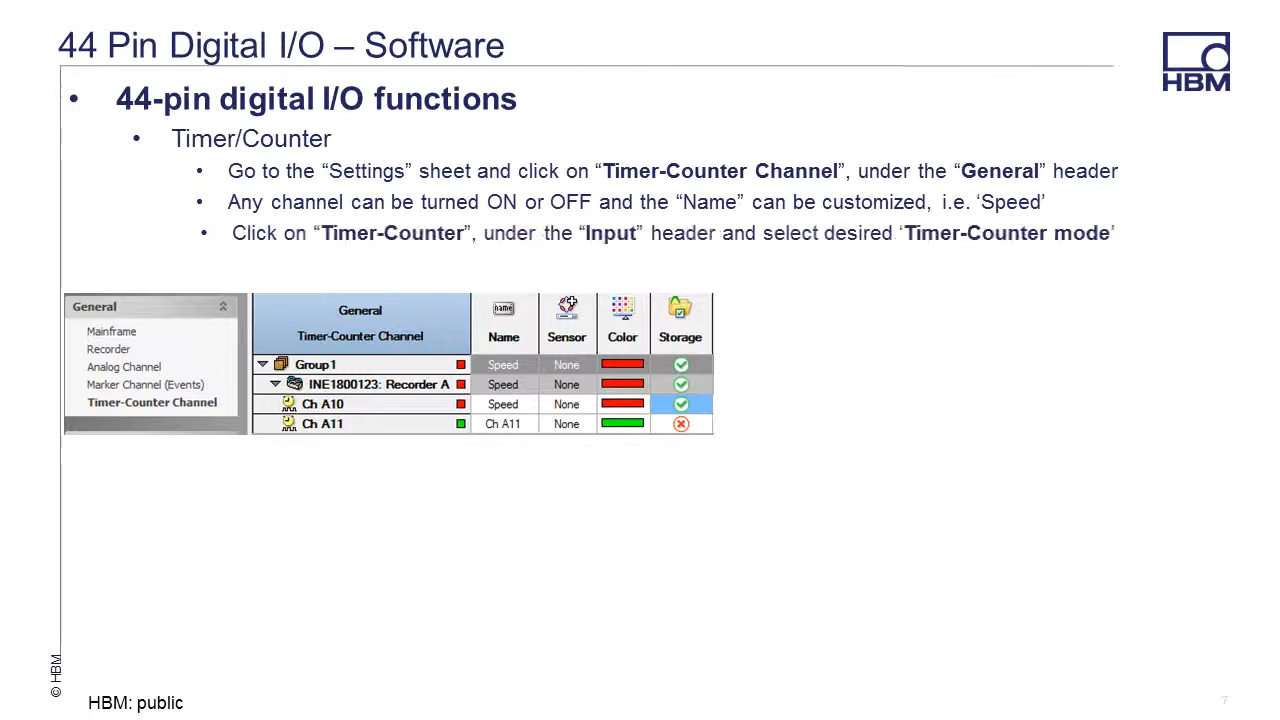 44 Pin Digital I/O – Software
HBM
• 44-pin digital I/O functions
• Timer/Counter
• Go to the “Settings” sheet and click on “Timer-Counter Channel”, under the “General” header
• Any channel can be turned ON or OFF and the “Name” can be customized, i.e. ‘Speed’
• Click on “Timer-Counter”, under the “Input” header and select desired ‘Timer-Counter mode’
General
Mainframe
Recorder
Analog Channel
Marker Channel (Events)
Timer-Counter Channel
General
Timer-Counter Channel
name
Name Sensor Color Storage
Group1 Speed None
INE1800123: Recorder A Speed None
Ch A10 Speed None
Ch A11 Ch A11 None
© HBM
HBM: public
7